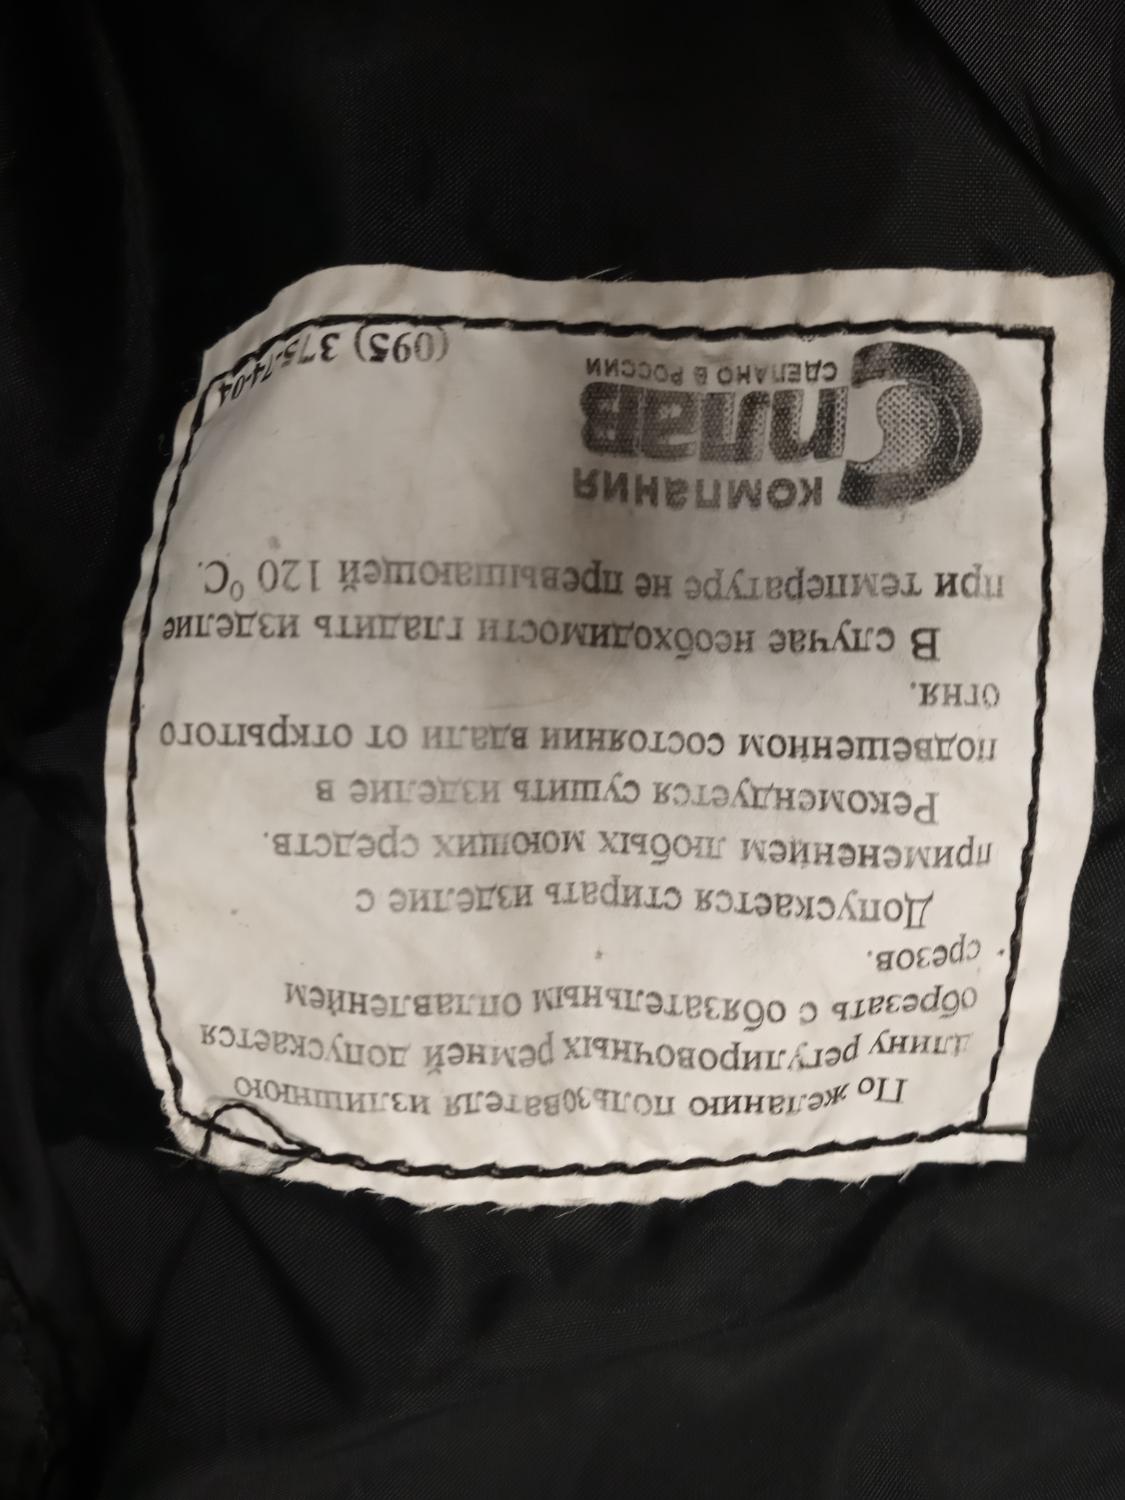 По желанию пользователя излишнюю
длину регулировочных ремней допускается
обрезать с обязательным оплавлением
срезов.
Допускается стирать изделие с
применением любых моющих средств.
Рекомендуется сушить изделие в
подвешенном состоянии вдали от открытого
огня.
В случае необходимости гладить изделие
при температуре не превышающей 120 °C.
КОМПАНИЯ
Сплав
СДЕЛАНО В РОССИИ
(095) 375-74-04